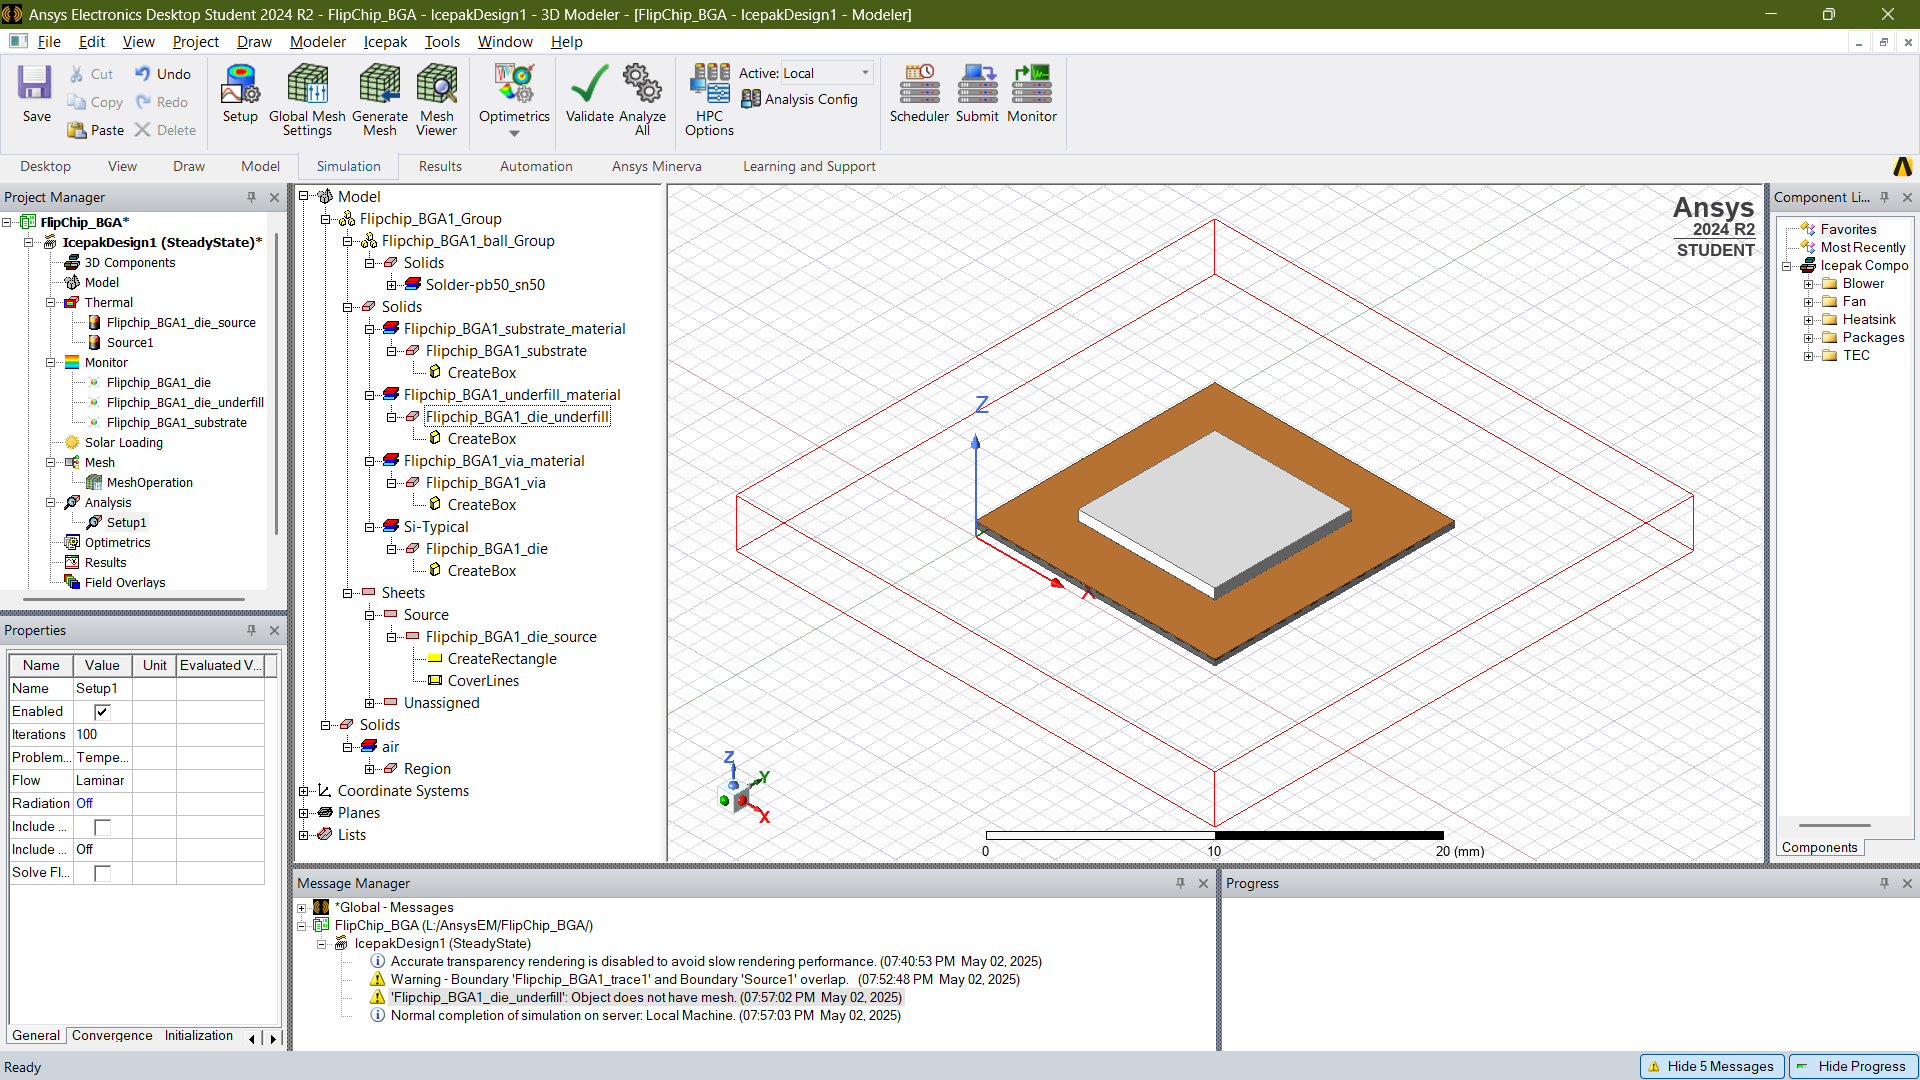 Ansys Electronics Desktop Student 2024 R2 - FlipChip_BGA - IcepakDesign1 - 3D Modeler - [FlipChip_BGA - IcepakDesign1 - Modeler]
File Edit View Project Draw Modeler Icepak Tools Window Help
Save
Cut
Copy
Paste
Undo
Redo
Delete
Setup
Global Mesh Settings
Generate Mesh
Mesh Viewer
Optimetrics
Validate
Analyze All
HPC Options
Active: Local
Analysis Config
Scheduler
Submit
Monitor
Desktop View Draw Model Simulation Results Automation Ansys Minerva Learning and Support
Project Manager
FlipChip_BGA*
IcepakDesign1 (SteadyState)*
3D Components
Model
Thermal
Flipchip_BGA1_die_source
Source1
Monitor
Flipchip_BGA1_die
Flipchip_BGA1_die_underfill
Flipchip_BGA1_substrate
Solar Loading
Mesh
MeshOperation
Analysis
Setup1
Optimetrics
Results
Field Overlays
Properties
Name Value Unit Evaluated V...
Name Setup1
Enabled
Iterations 100
Problem... Tempe...
Flow Laminar
Radiation Off
Include ...
Include ... Off
Solve Fl...
General Convergence Initialization
Model
Flipchip_BGA1_Group
Flipchip_BGA1_ball_Group
Solids
Solder-pb50_sn50
Solids
Flipchip_BGA1_substrate_material
Flipchip_BGA1_substrate
CreateBox
Flipchip_BGA1_underfill_material
Flipchip_BGA1_die_underfill
CreateBox
Flipchip_BGA1_via_material
Flipchip_BGA1_via
CreateBox
Si-Typical
Flipchip_BGA1_die
CreateBox
Sheets
Source
Flipchip_BGA1_die_source
CreateRectangle
CoverLines
Unassigned
Solids
air
Region
Coordinate Systems
Planes
Lists
Ansys
2024 R2
STUDENT
Z
X
Z
Y
X
0 10 20 (mm)
Component Li...
Favorites
Most Recently
Icepak Compo
Blower
Fan
Heatsink
Packages
TEC
Components
Message Manager
*Global - Messages
FlipChip_BGA (L:/AnsysEM/FlipChip_BGA/)
IcepakDesign1 (SteadyState)
Accurate transparency rendering is disabled to avoid slow rendering performance. (07:40:53 PM May 02, 2025)
Warning - Boundary 'Flipchip_BGA1_trace1' and Boundary 'Source1' overlap. (07:52:48 PM May 02, 2025)
'Flipchip_BGA1_die_underfill': Object does not have mesh. (07:57:02 PM May 02, 2025)
Normal completion of simulation on server: Local Machine. (07:57:03 PM May 02, 2025)
Progress
Ready
Hide 5 Messages
Hide Progress